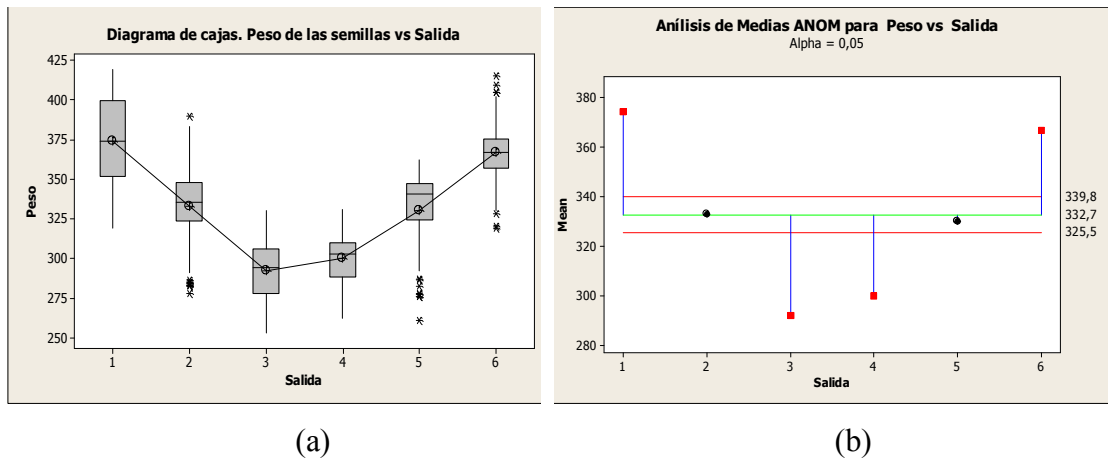 Diagrama de cajas. Peso de las semillas vs Salida
425
400
375
350
325
300
275
250
Peso
1 2 3 4 5 6
Salida
(a)
Anílisis de Medias ANOM para Peso vs Salida
Alpha = 0,05
380
360
340
320
300
280
Mean
339,8
332,7
325,5
1 2 3 4 5 6
Salida
(b)